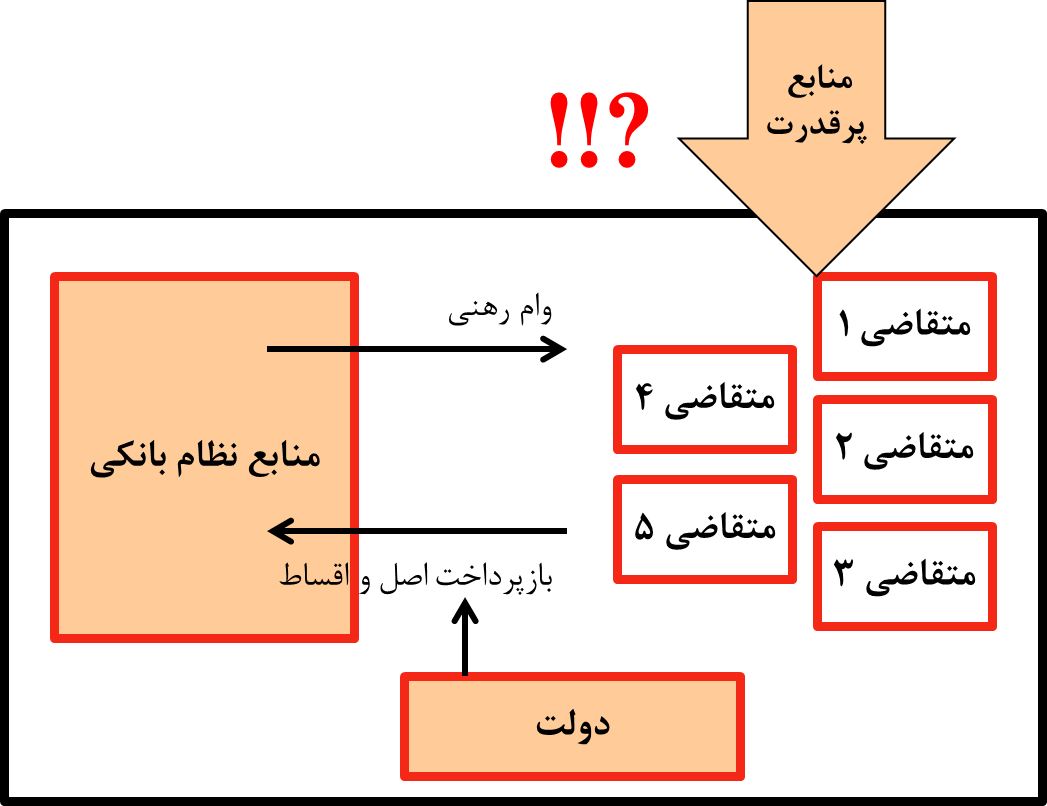 منابع
پرقدرت
؟!!
وام رهنی
متقاضی ۱
متقاضی ۴
متقاضی ۲
منابع نظام بانکی
متقاضی ۵
متقاضی ۳
بازپرداخت اصل و اقساط
دولت